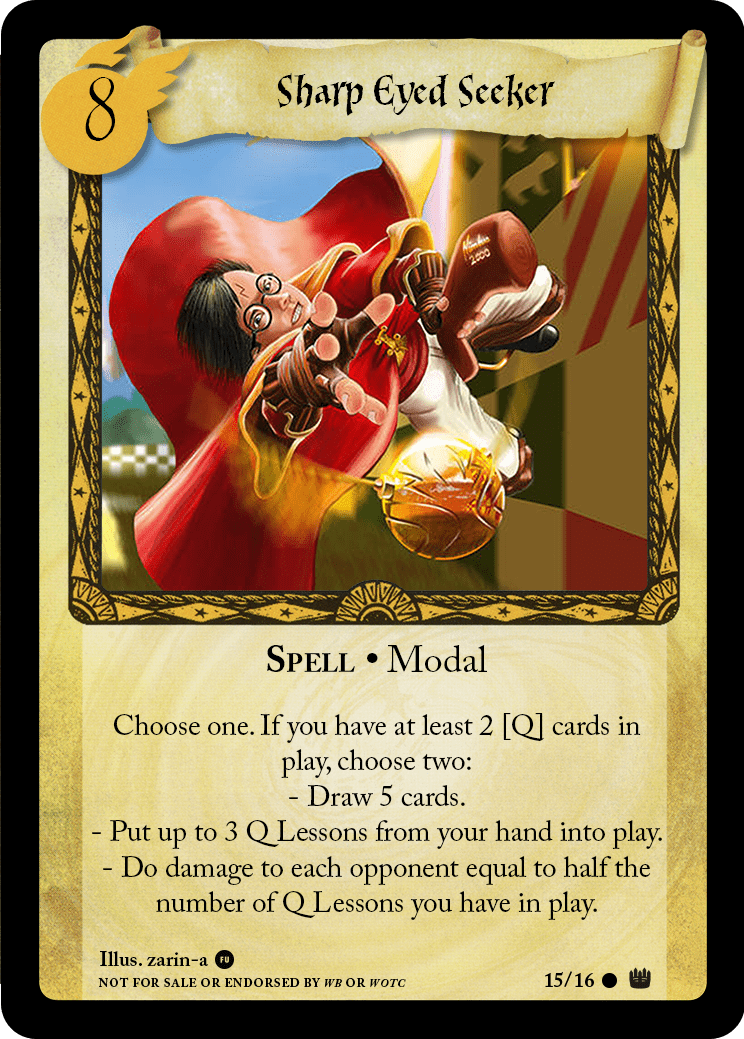 8
Sharp Eyed Seeker
2000
SPELL • Modal
Choose one. If you have at least 2 [Q] cards in
play, choose two:
- Draw 5 cards.
- Put up to 3 Q Lessons from your hand into play.
- Do damage to each opponent equal to half the
number of Q Lessons you have in play.
Illus. zarin-a FU
NOT FOR SALE OR ENDORSED BY WB OR WOTC
15/16